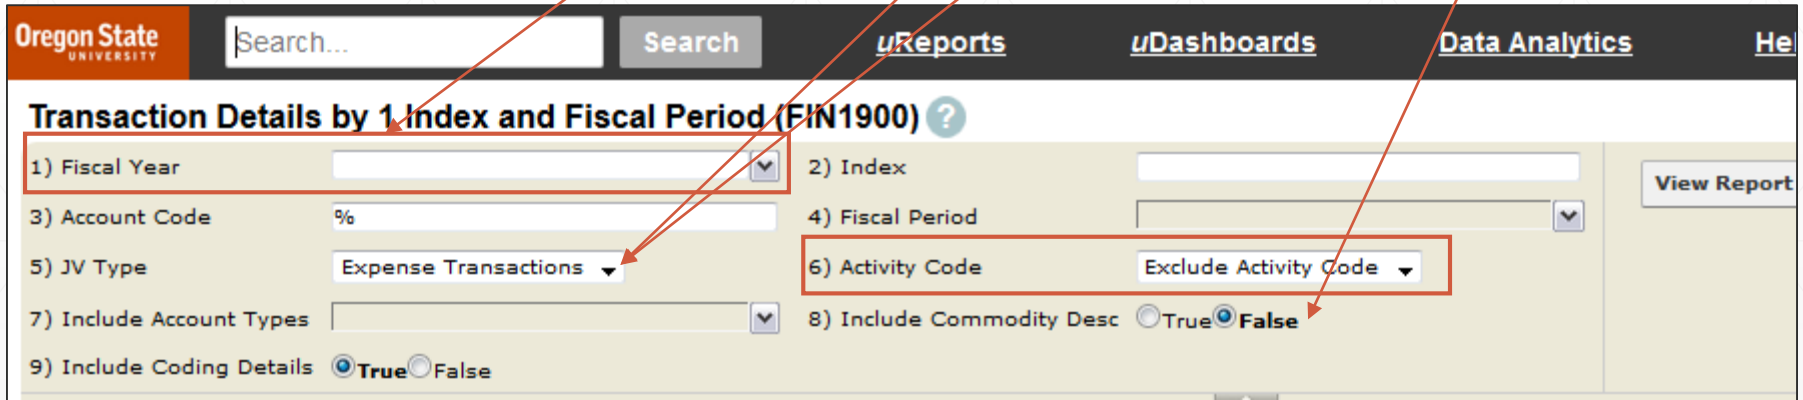 Oregon State
UNIVERSITY
Search...
Search
uReports
uDashboards
Data Analytics
Hel
Transaction Details by 1 Index and Fiscal Period (FIN1900) ?
1) Fiscal Year
2) Index
View Report
3) Account Code %
4) Fiscal Period
5) JV Type Expense Transactions
6) Activity Code Exclude Activity Code
7) Include Account Types
8) Include Commodity Desc True False
9) Include Coding Details True False